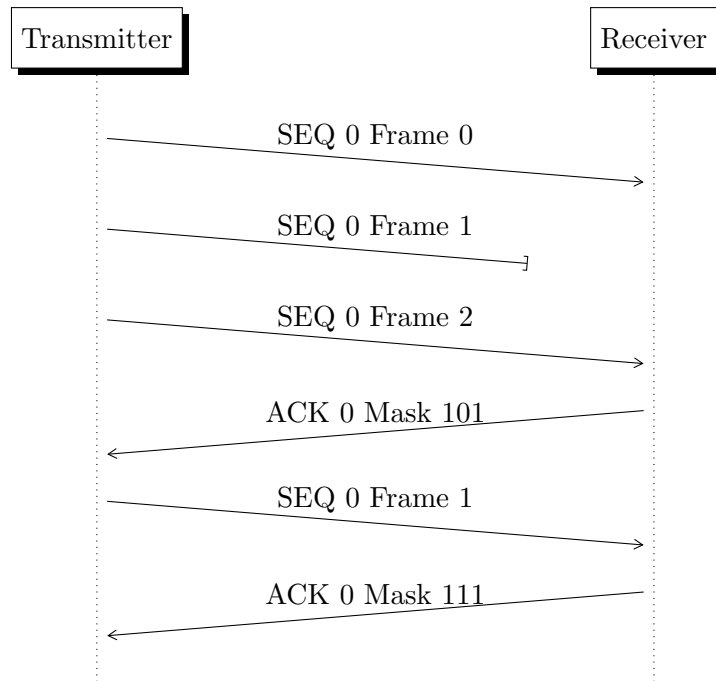 Transmitter
Receiver
SEQ 0 Frame 0
SEQ 0 Frame 1
SEQ 0 Frame 2
ACK 0 Mask 101
SEQ 0 Frame 1
ACK 0 Mask 111